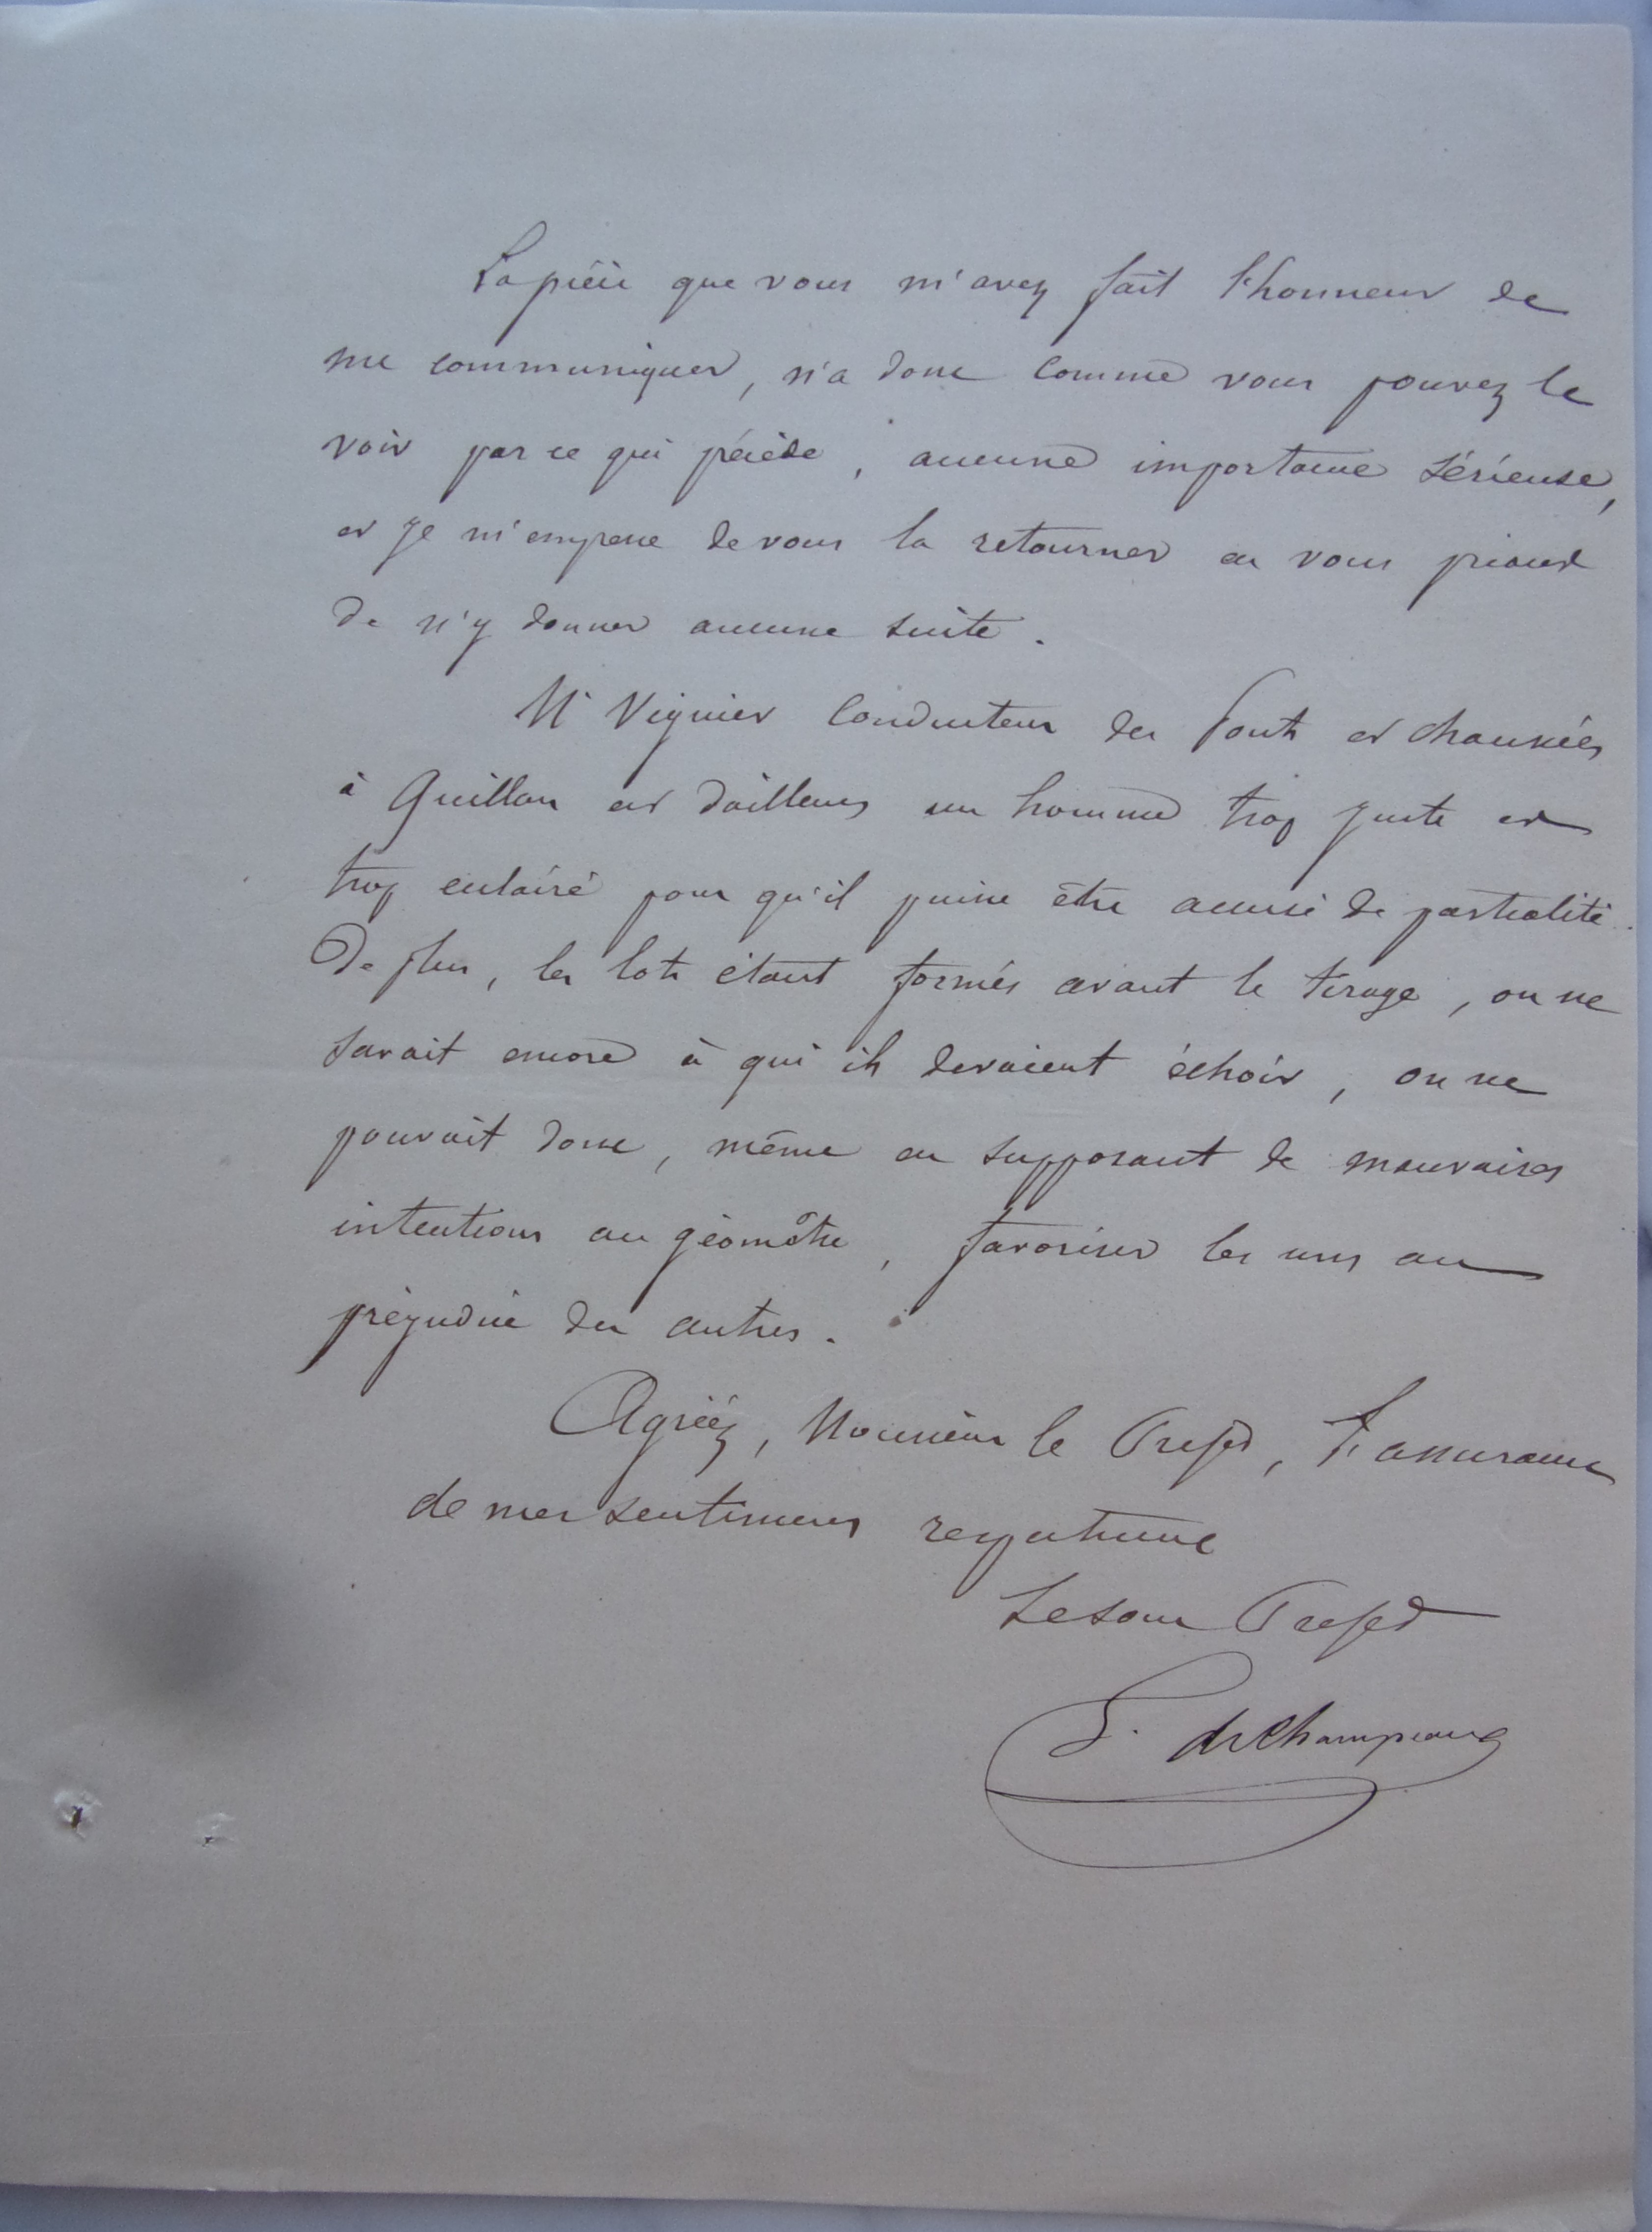 La pièce que vous m'avez fait l'honneur de
me communiquer, n'a donc comme vous pouvez le
voir par ce qui précède, aucune importance sérieuse,
et je m'empresse de vous la retourner en vous priant
de n'y donner aucune suite.
Mr Viguier Conducteur des Ponts et chaussées
à Guillon est d'ailleurs un homme trop juste et
trop éclairé pour qu'il puisse être accusé de partialité.
De plus, les lots étant formés avant le tirage, on ne
savait encore à qui ils devaient échoir, on ne
pouvait donc, même en supposant de mauvaises
intentions au géomètre, favoriser les uns au
préjudice des autres.
Agréez, Monsieur le Préfet, l'assurance
de mes sentiments respectueux
Le sous Préfet
de Champeaux